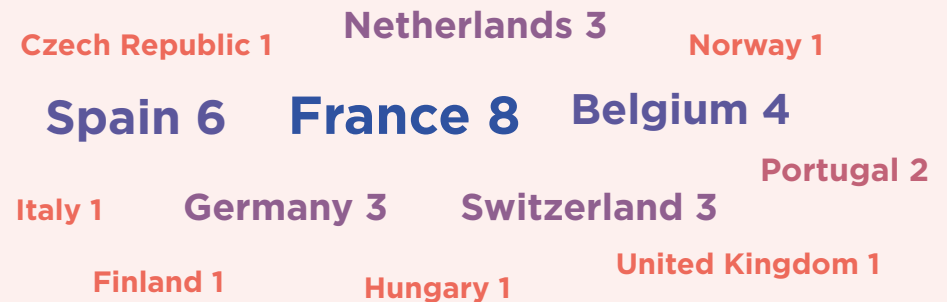 Netherlands 3
Czech Republic 1
Norway 1
Spain 6
France 8
Belgium 4
Portugal 2
Italy 1
Germany 3
Switzerland 3
United Kingdom 1
Finland 1
Hungary 1